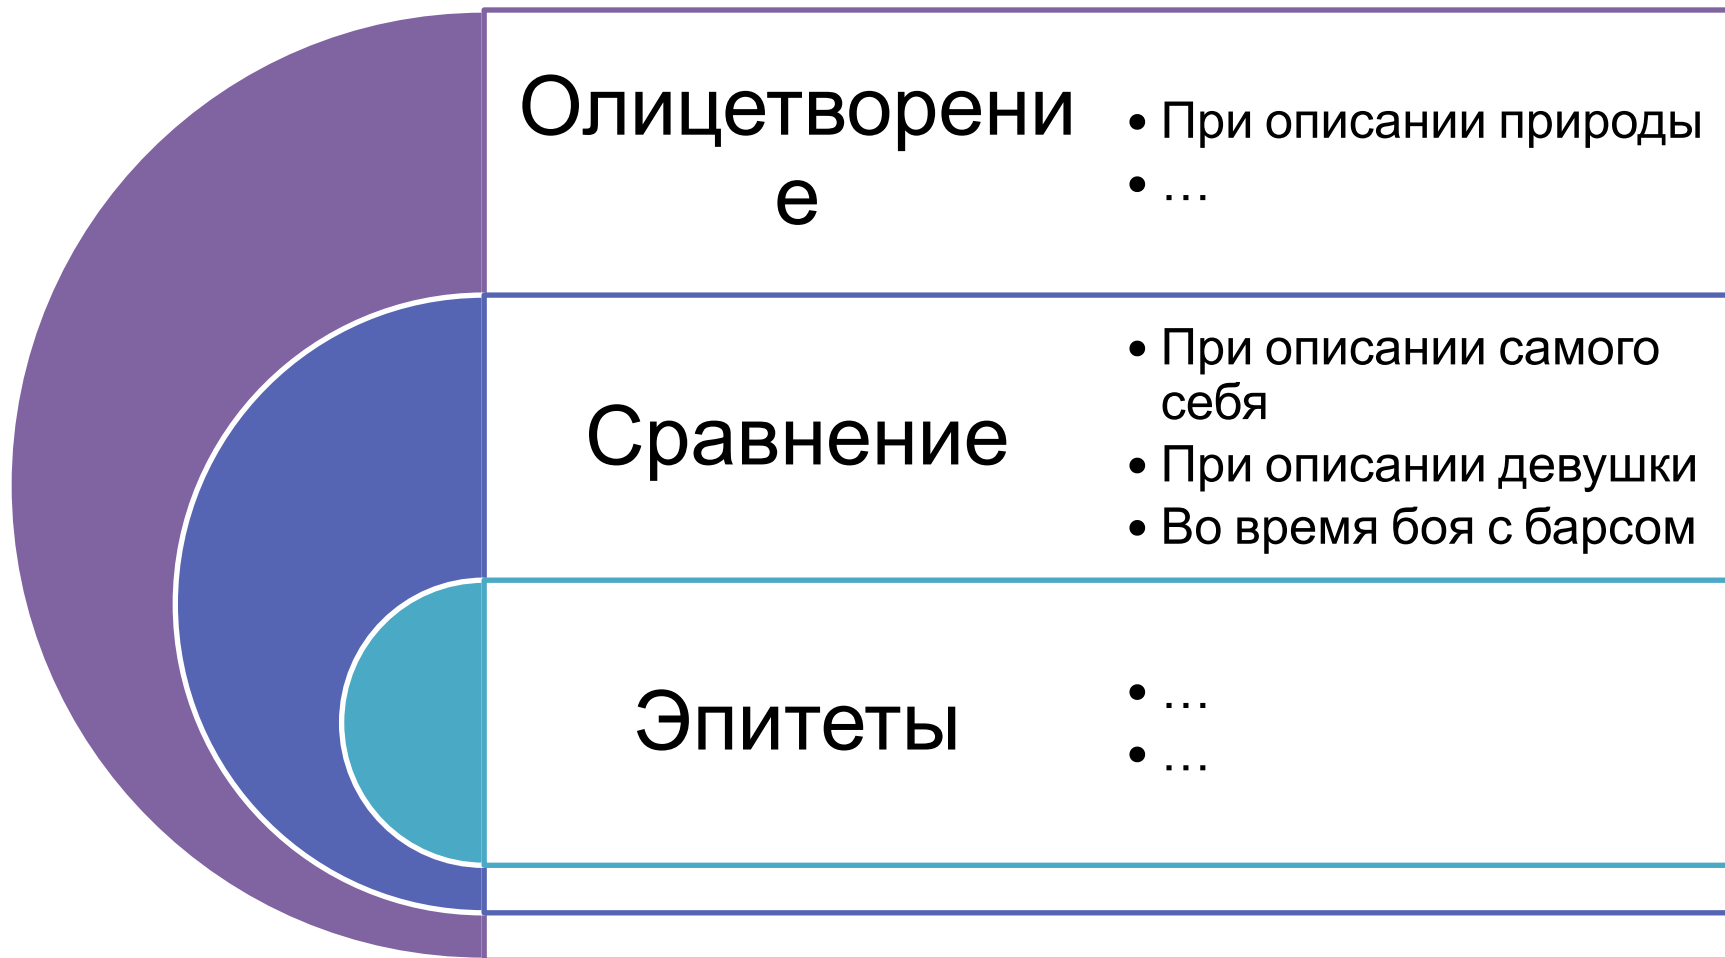 Олицетворени
е
• При описании природы
• …
Сравнение
• При описании самого
себя
• При описании девушки
• Во время боя с барсом
Эпитеты
• …
• …